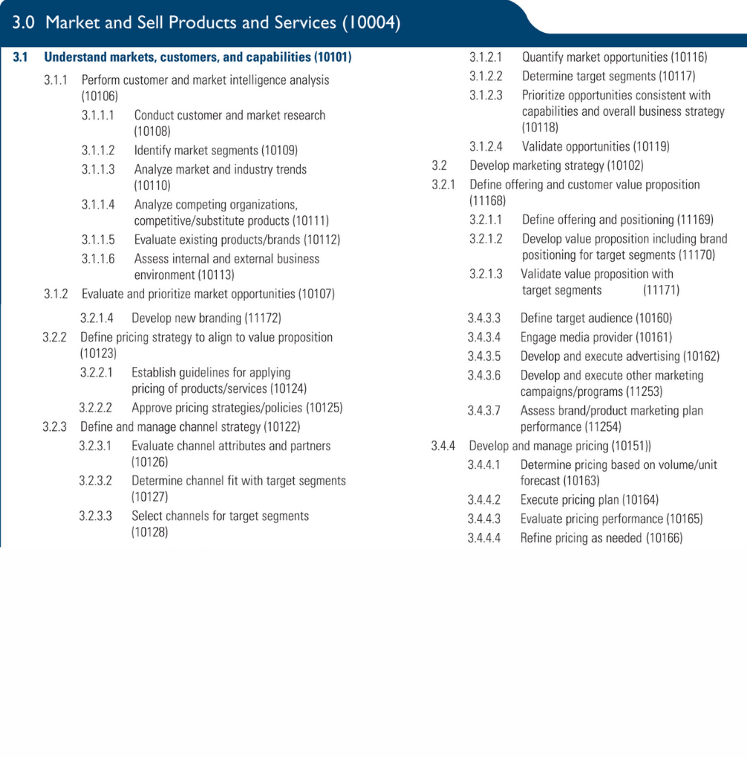 3.0 Market and Sell Products and Services (10004)
3.1 Understand markets, customers, and capabilities (10101)
3.1.1 Perform customer and market intelligence analysis
(10106)
3.1.1.1 Conduct customer and market research
(10108)
3.1.1.2 Identify market segments (10109)
3.1.1.3 Analyze market and industry trends
(10110)
3.1.1.4 Analyze competing organizations,
competitive/substitute products (10111)
3.1.1.5 Evaluate existing products/brands (10112)
3.1.1.6 Assess internal and external business
environment (10113)
3.1.2 Evaluate and prioritize market opportunities (10107)
3.1.2.1 Quantify market opportunities (10116)
3.1.2.2 Determine target segments (10117)
3.1.2.3 Prioritize opportunities consistent with
capabilities and overall business strategy
(10118)
3.1.2.4 Validate opportunities (10119)
3.2 Develop marketing strategy (10102)
3.2.1 Define offering and customer value proposition
(11168)
3.2.1.1 Define offering and positioning (11169)
3.2.1.2 Develop value proposition including brand
positioning for target segments (11170)
3.2.1.3 Validate value proposition with
target segments (11171)
3.2.1.4 Develop new branding (11172)
3.2.2 Define pricing strategy to align to value proposition
(10123)
3.2.2.1 Establish guidelines for applying
pricing of products/services (10124)
3.2.2.2 Approve pricing strategies/policies (10125)
3.2.3 Define and manage channel strategy (10122)
3.2.3.1 Evaluate channel attributes and partners
(10126)
3.2.3.2 Determine channel fit with target segments
(10127)
3.2.3.3 Select channels for target segments
(10128)
3.4.3.3 Define target audience (10160)
3.4.3.4 Engage media provider (10161)
3.4.3.5 Develop and execute advertising (10162)
3.4.3.6 Develop and execute other marketing
campaigns/programs (11253)
3.4.3.7 Assess brand/product marketing plan
performance (11254)
3.4.4 Develop and manage pricing (10151))
3.4.4.1 Determine pricing based on volume/unit
forecast (10163)
3.4.4.2 Execute pricing plan (10164)
3.4.4.3 Evaluate pricing performance (10165)
3.4.4.4 Refine pricing as needed (10166)